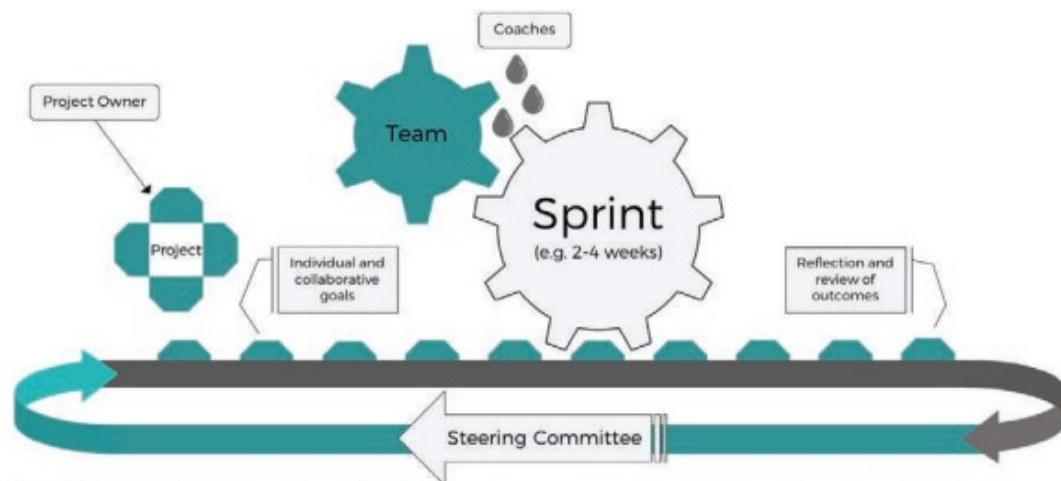 Coaches
Project Owner
Team
Sprint
(e.g. 2-4 weeks)
Project
Individual and
collaborative
goals
Reflection and
review of
outcomes
Steering Committee